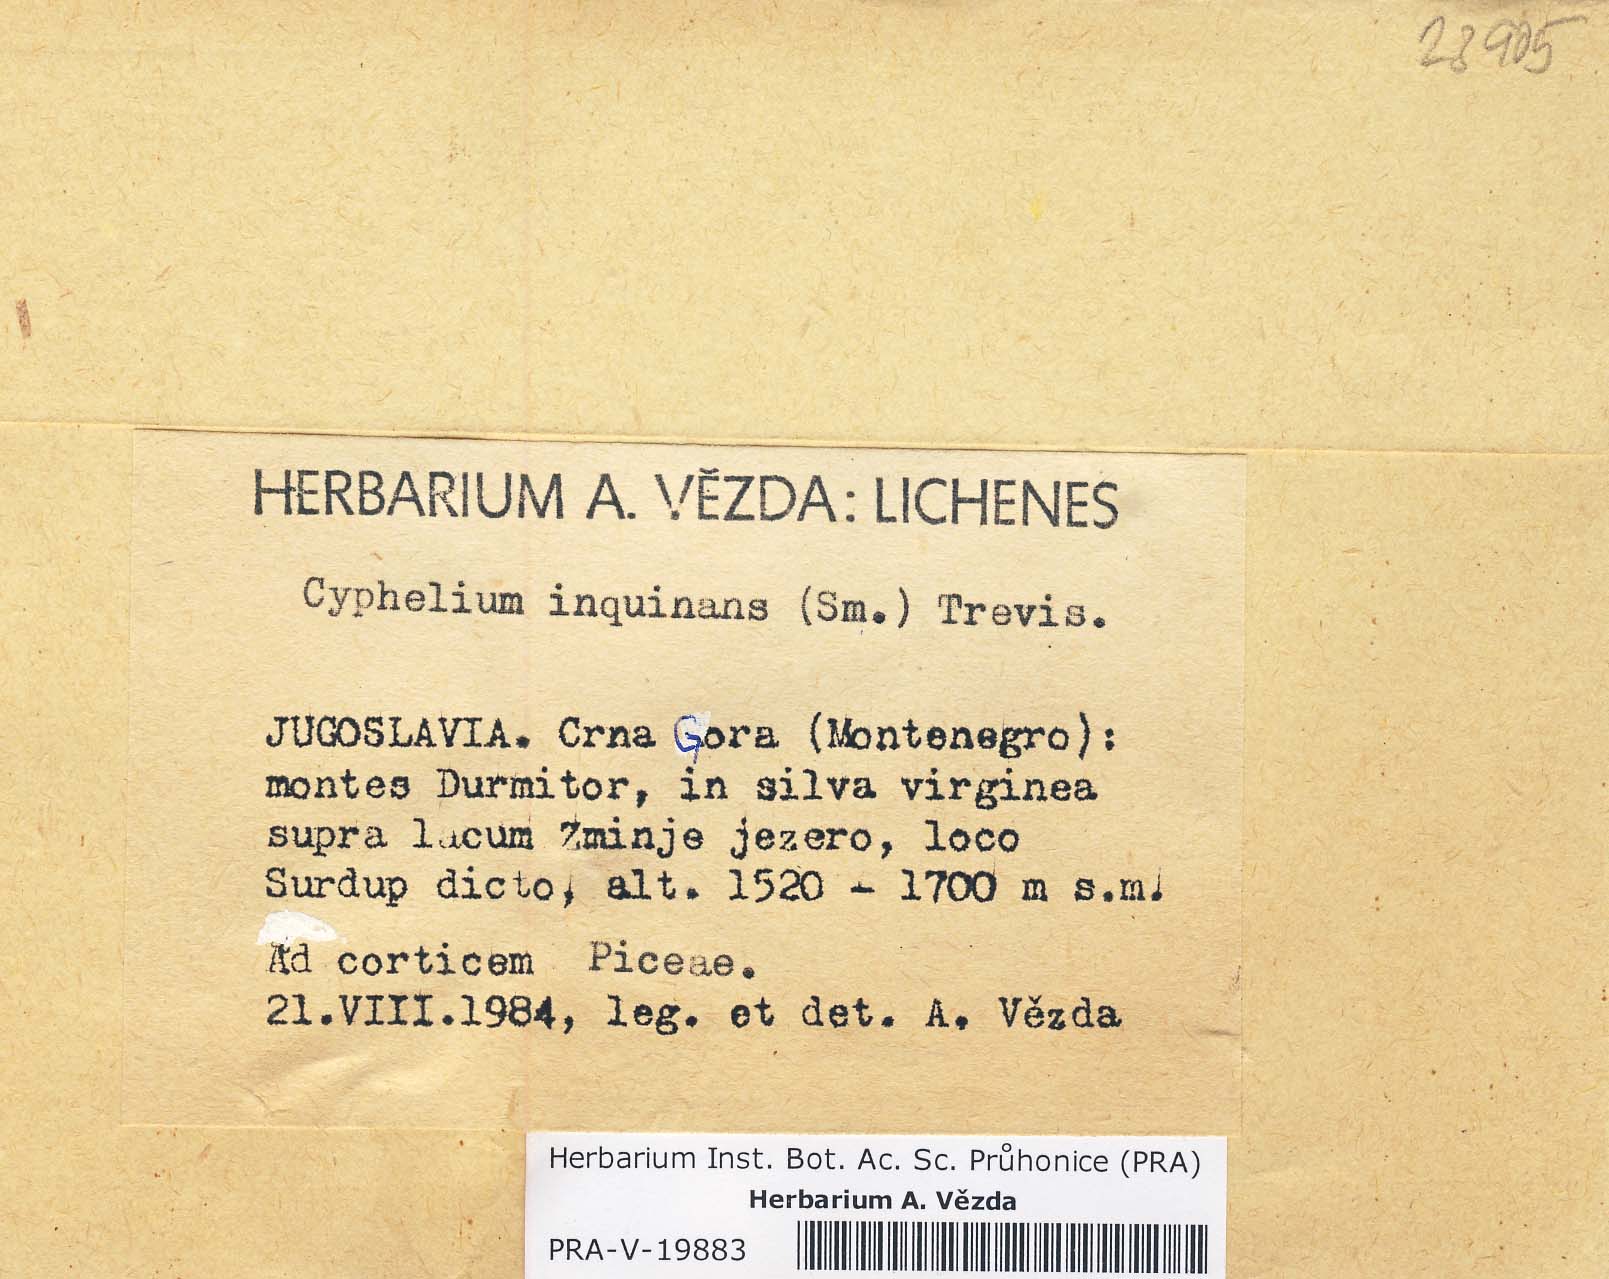 28905
HERBARIUM A. VĚZDA: LICHENES
Cyphelium inquinans (Sm.) Trevis.
JUGOSLAVIA. Crna Gora (Montenegro):
montes Durmitor, in silva virginea
supra lacum Zminje jezero, loco
Surdup dicto, alt. 1520 - 1700 m s.m.
Ad corticem Piceae.
21.VIII.1984, leg. et det. A. Vězda
Herbarium Inst. Bot. Ac. Sc. Průhonice (PRA)
Herbarium A. Vězda
PRA-V-19883